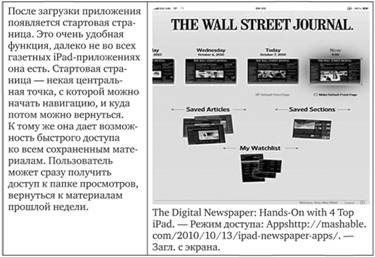 После загрузки приложения
появляется стартовая стра-
ница. Это очень удобная
функция, далеко не во всех
газетных iPad-приложениях
она есть. Стартовая стра-
ница — некая централь-
ная точка, с которой можно
начать навигацию, и куда
потом можно вернуться.
К тому же она дает возмож-
ность быстрого доступа
ко всем сохраненным мате-
риалам. Пользователь
может сразу получить
доступ к папке просмотров,
вернуться к материалам
прошлой недели.
THE WALL STREET JOURNAL.
Wednesday
Today
Now
Saved Articles
Saved Sections
My Watchlist
The Digital Newspaper: Hands-On with 4 Top
iPad. — Режим доступа: Appshttp://mashable.
com/2010/10/13/ipad-newspaper-apps/. —
Загл. с экрана.